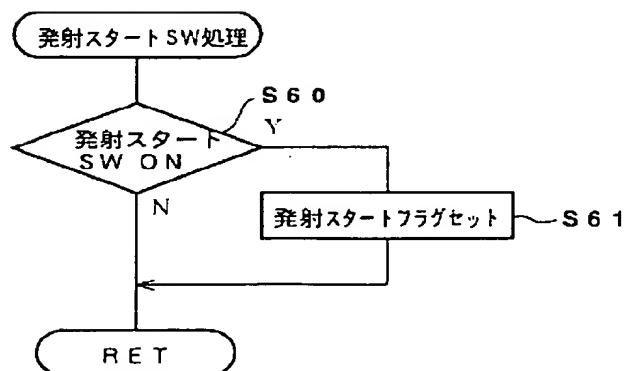 発射スタートSW処理
S60
発射スタート
SW ON
Y
N
発射スタートフラグセット
S61
RET